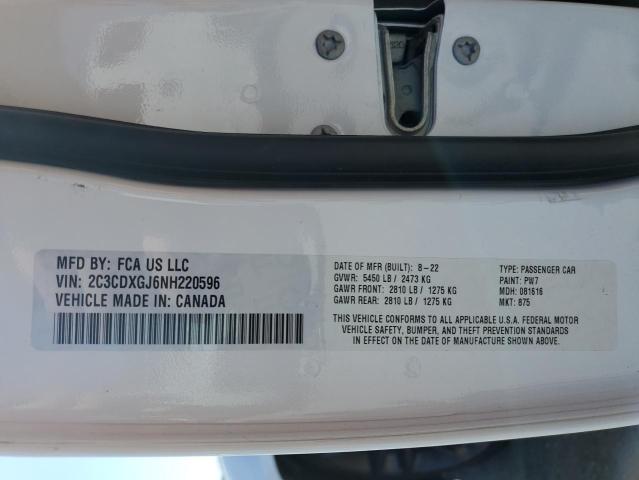 MFD BY: FCA US LLC
VIN: 2C3CDXGJ6NH220596
VEHICLE MADE IN: CANADA
DATE OF MFR (BUILT): 8-22
GVWR: 5450 LB / 2473 KG
GAWR FRONT: 2810 LB / 1275 KG
GAWR REAR: 2810 LB / 1275 KG
TYPE: PASSENGER CAR
PAINT: PW7
MDH: 081616
MKT: 875
THIS VEHICLE CONFORMS TO ALL APPLICABLE U.S.A. FEDERAL MOTOR
VEHICLE SAFETY, BUMPER, AND THEFT PREVENTION STANDARDS
IN EFFECT ON THE DATE OF MANUFACTURE SHOWN ABOVE.